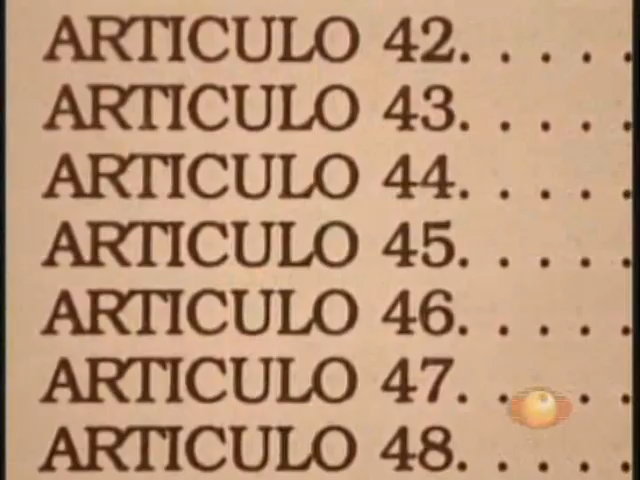 ARTICULO 42. . . . .
ARTICULO 43. . . . .
ARTICULO 44. . . . .
ARTICULO 45. . . . .
ARTICULO 46. . . . .
ARTICULO 47. . . . .
ARTICULO 48. . . . .